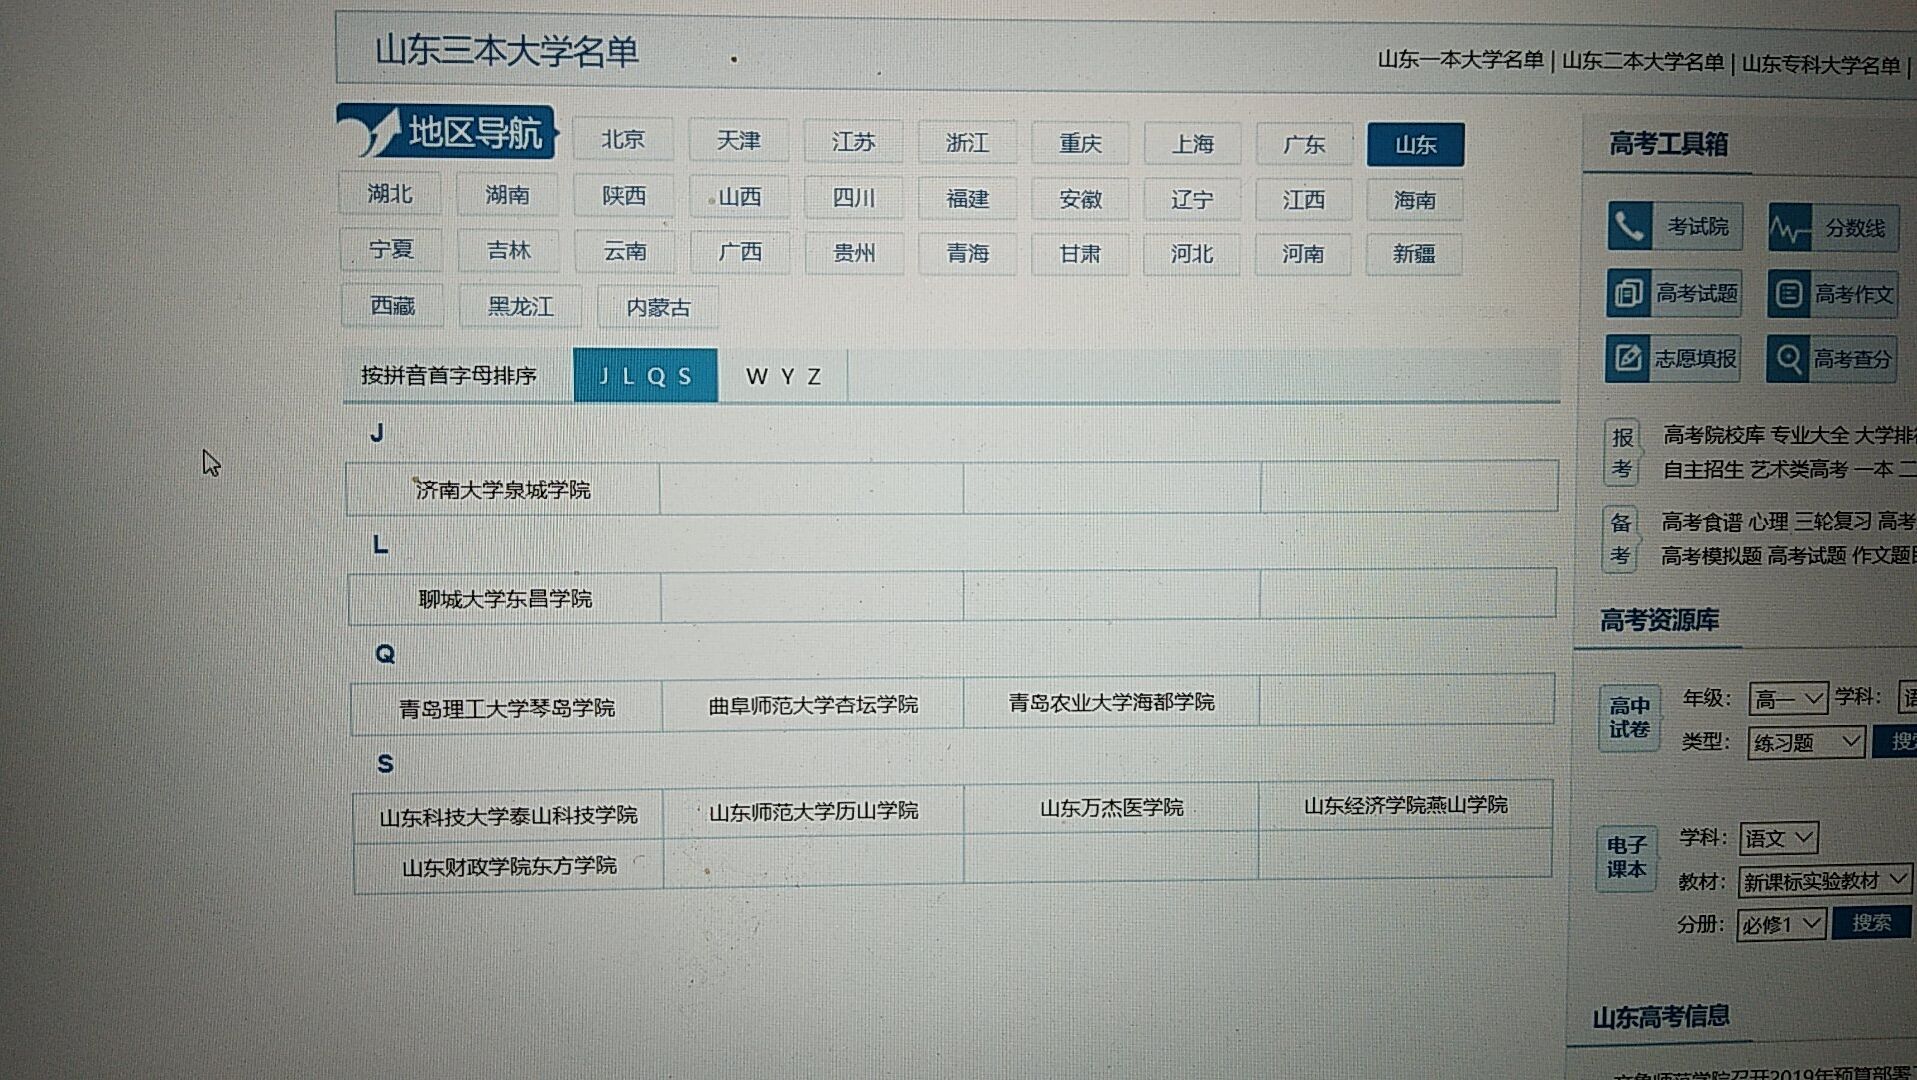 山东三本大学名单
山东一本大学名单 | 山东二本大学名单 | 山东专科大学名单 |
地区导航 北京 天津 江苏 浙江 重庆 上海 广东 山东
湖北 湖南 陕西 山西 四川 福建 安徽 辽宁 江西 海南
宁夏 吉林 云南 广西 贵州 青海 甘肃 河北 河南 新疆
西藏 黑龙江 内蒙古
按拼音首字母排序 J L Q S W Y Z
J
济南大学泉城学院
L
聊城大学东昌学院
Q
青岛理工大学琴岛学院 曲阜师范大学杏坛学院 青岛农业大学海都学院
S
山东科技大学泰山科技学院 山东师范大学历山学院 山东万杰医学院 山东经济学院燕山学院
山东财政学院东方学院
高考工具箱
考试院 分数线
高考试题 高考作文
志愿填报 高考查分
报考
高考院校库 专业大全 大学排
自主招生 艺术类高考 一本 二
备考
高考食谱 心理 三轮复习 高考
高考模拟题 高考试题 作文题
高考资源库
高中试卷
年级: 高一 学科: 语
类型: 练习题 搜
电子课本
学科: 语文
教材: 新课标实验教材
分册: 必修1 搜索
山东高考信息
师范学院召开2019年预算部署